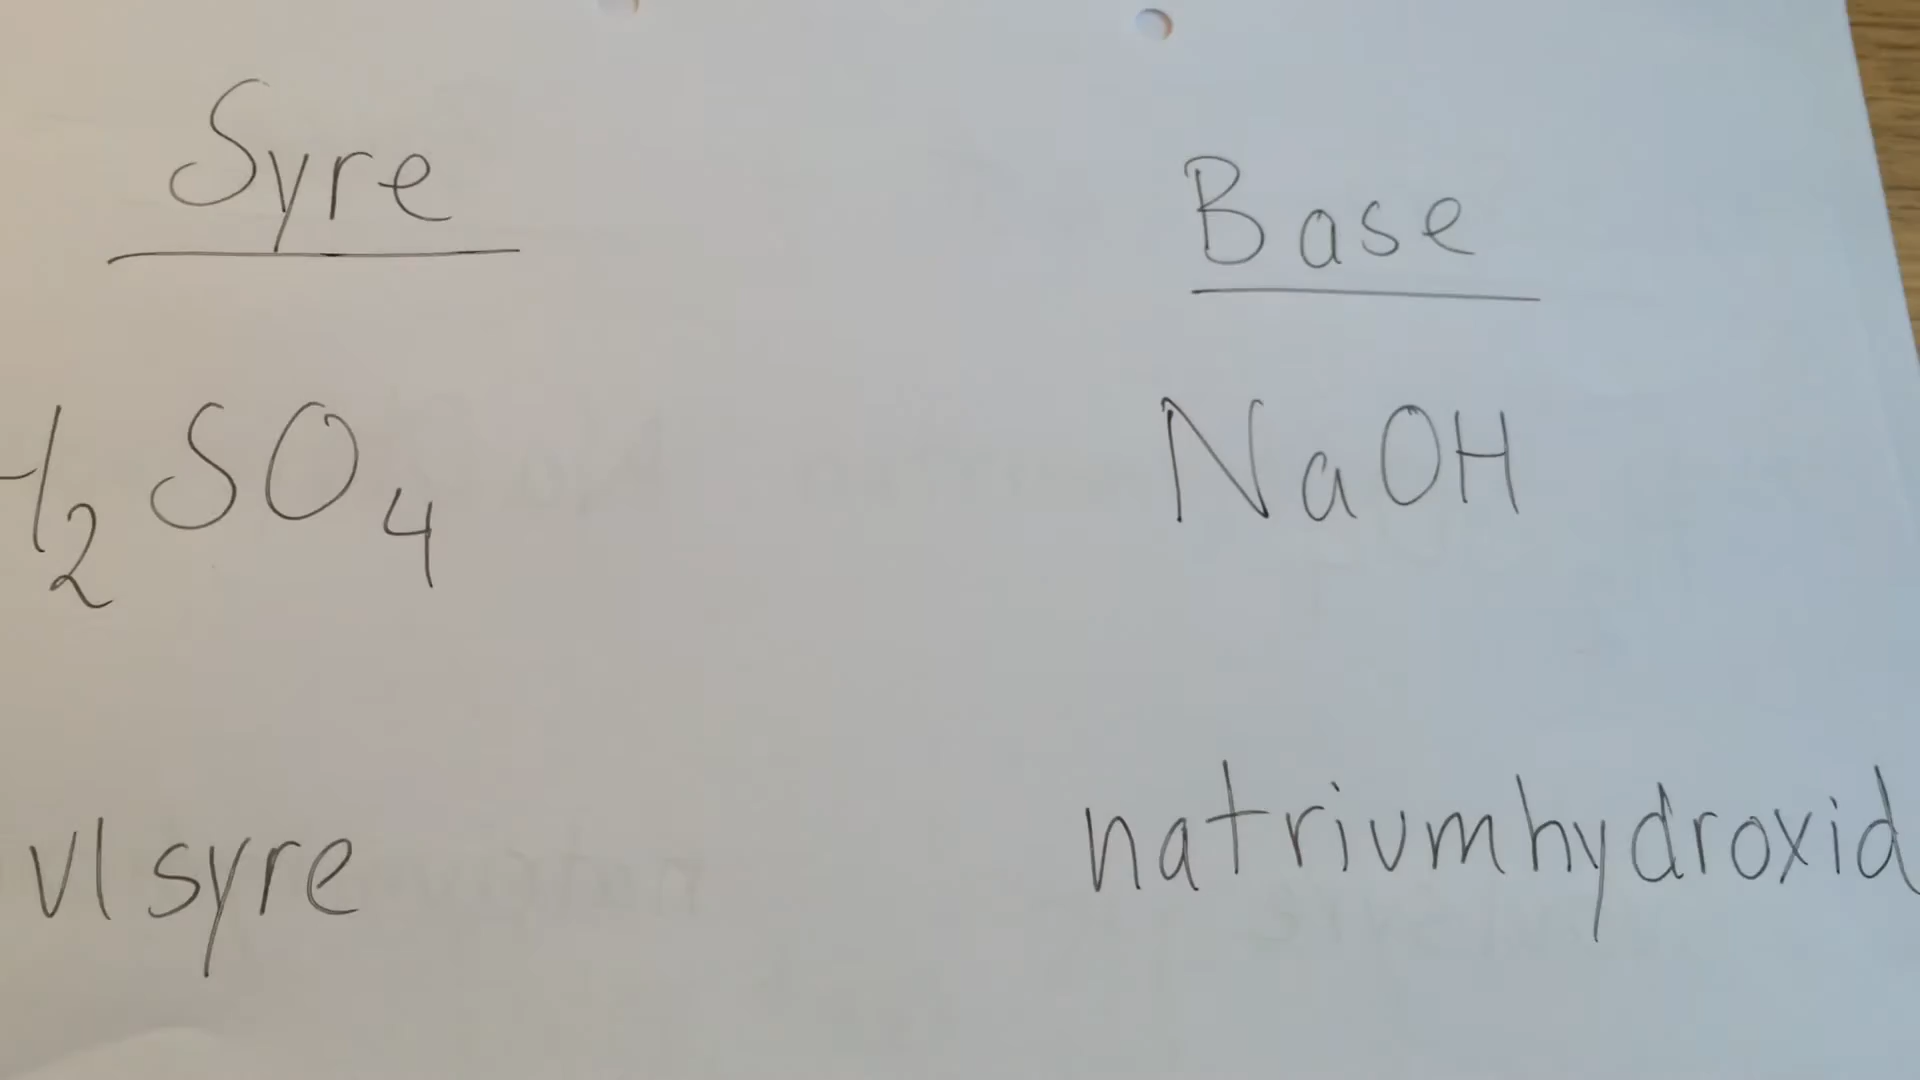 Syre
Base
H₂SO₄
NaOH
vlsyre
natriumhydroxid